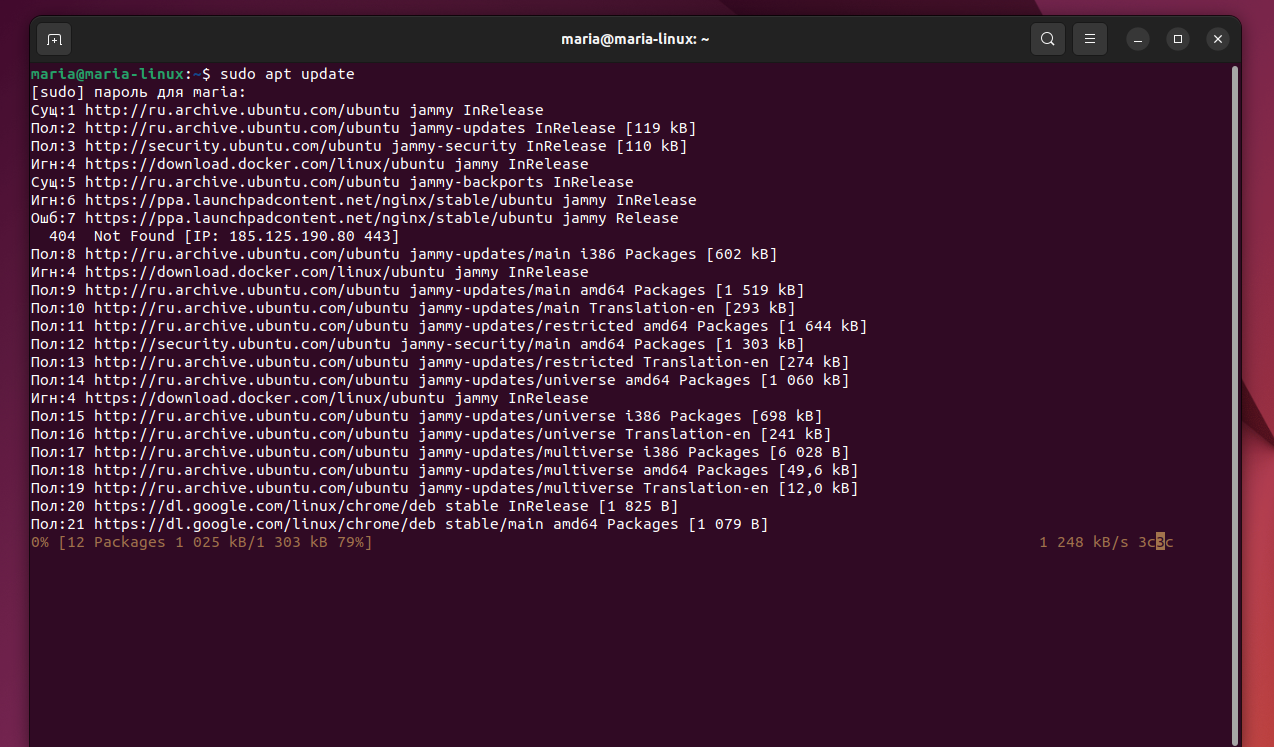 maria@maria-linux: ~
maria@maria-linux:~$ sudo apt update
[sudo] пароль для maria:
Сущ:1 http://ru.archive.ubuntu.com/ubuntu jammy InRelease
Пол:2 http://ru.archive.ubuntu.com/ubuntu jammy-updates InRelease [119 kB]
Пол:3 http://security.ubuntu.com/ubuntu jammy-security InRelease [110 kB]
Игн:4 https://download.docker.com/linux/ubuntu jammy InRelease
Сущ:5 http://ru.archive.ubuntu.com/ubuntu jammy-backports InRelease
Игн:6 https://ppa.launchpadcontent.net/nginx/stable/ubuntu jammy InRelease
Ошб:7 https://ppa.launchpadcontent.net/nginx/stable/ubuntu jammy Release
  404  Not Found [IP: 185.125.190.80 443]
Пол:8 http://ru.archive.ubuntu.com/ubuntu jammy-updates/main i386 Packages [602 kB]
Игн:4 https://download.docker.com/linux/ubuntu jammy InRelease
Пол:9 http://ru.archive.ubuntu.com/ubuntu jammy-updates/main amd64 Packages [1 519 kB]
Пол:10 http://ru.archive.ubuntu.com/ubuntu jammy-updates/main Translation-en [293 kB]
Пол:11 http://ru.archive.ubuntu.com/ubuntu jammy-updates/restricted amd64 Packages [1 644 kB]
Пол:12 http://security.ubuntu.com/ubuntu jammy-security/main amd64 Packages [1 303 kB]
Пол:13 http://ru.archive.ubuntu.com/ubuntu jammy-updates/restricted Translation-en [274 kB]
Пол:14 http://ru.archive.ubuntu.com/ubuntu jammy-updates/universe amd64 Packages [1 060 kB]
Игн:4 https://download.docker.com/linux/ubuntu jammy InRelease
Пол:15 http://ru.archive.ubuntu.com/ubuntu jammy-updates/universe i386 Packages [698 kB]
Пол:16 http://ru.archive.ubuntu.com/ubuntu jammy-updates/universe Translation-en [241 kB]
Пол:17 http://ru.archive.ubuntu.com/ubuntu jammy-updates/multiverse i386 Packages [6 028 B]
Пол:18 http://ru.archive.ubuntu.com/ubuntu jammy-updates/multiverse amd64 Packages [49,6 kB]
Пол:19 http://ru.archive.ubuntu.com/ubuntu jammy-updates/multiverse Translation-en [12,0 kB]
Пол:20 https://dl.google.com/linux/chrome/deb stable InRelease [1 825 B]
Пол:21 https://dl.google.com/linux/chrome/deb stable/main amd64 Packages [1 079 B]
0% [12 Packages 1 025 kB/1 303 kB 79%] 1 248 kB/s 3с3с